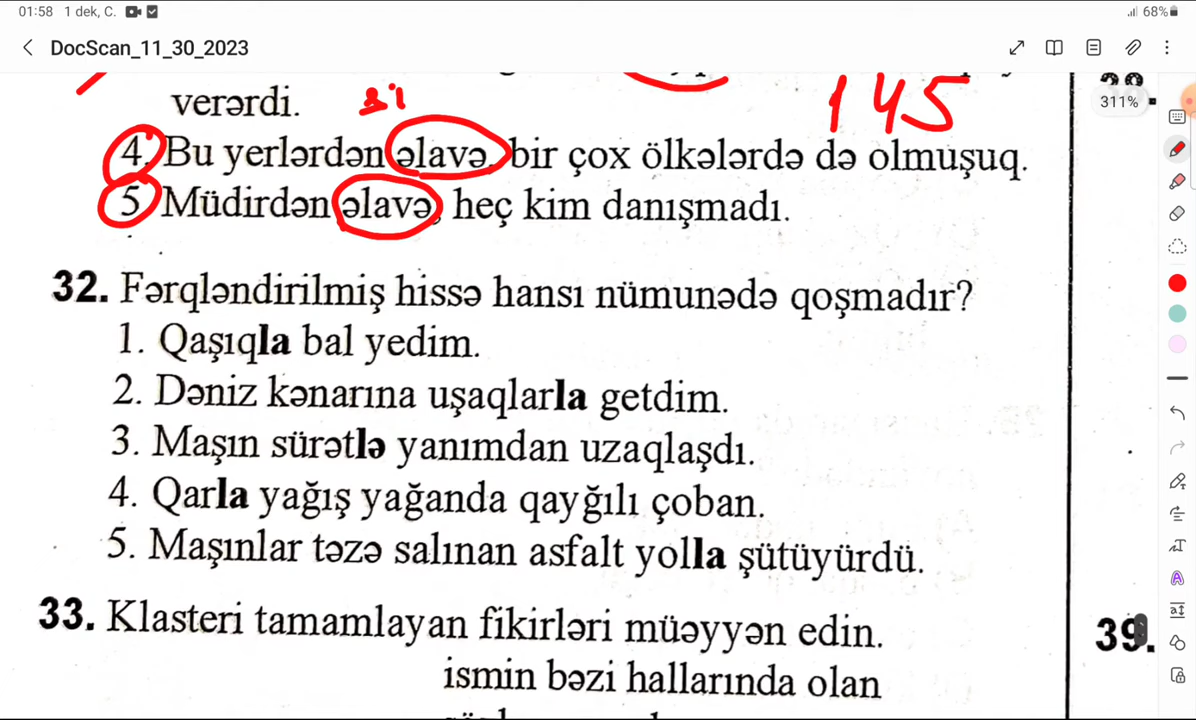 01:58 1 dek, C. 68%
DocScan_11_30_2023
verərdi. si 145
311%
4. Bu yerlərdən əlavə, bir çox ölkələrdə də olmuşuq.
5 Müdirdən əlavə, heç kim danışmadı.
32. Fərqləndirilmiş hissə hansı nümunədə qoşmadır?
1. Qaşıqla bal yedim.
2. Dəniz kənarına uşaqlarla getdim.
3. Maşın sürətlə yanımdan uzaqlaşdı.
4. Qarla yağış yağanda qayğılı çoban.
5. Maşınlar təzə salınan asfalt yolla şütüyürdü.
33. Klasteri tamamlayan fikirləri müəyyən edin.
39.
ismin bəzi hallarında olan